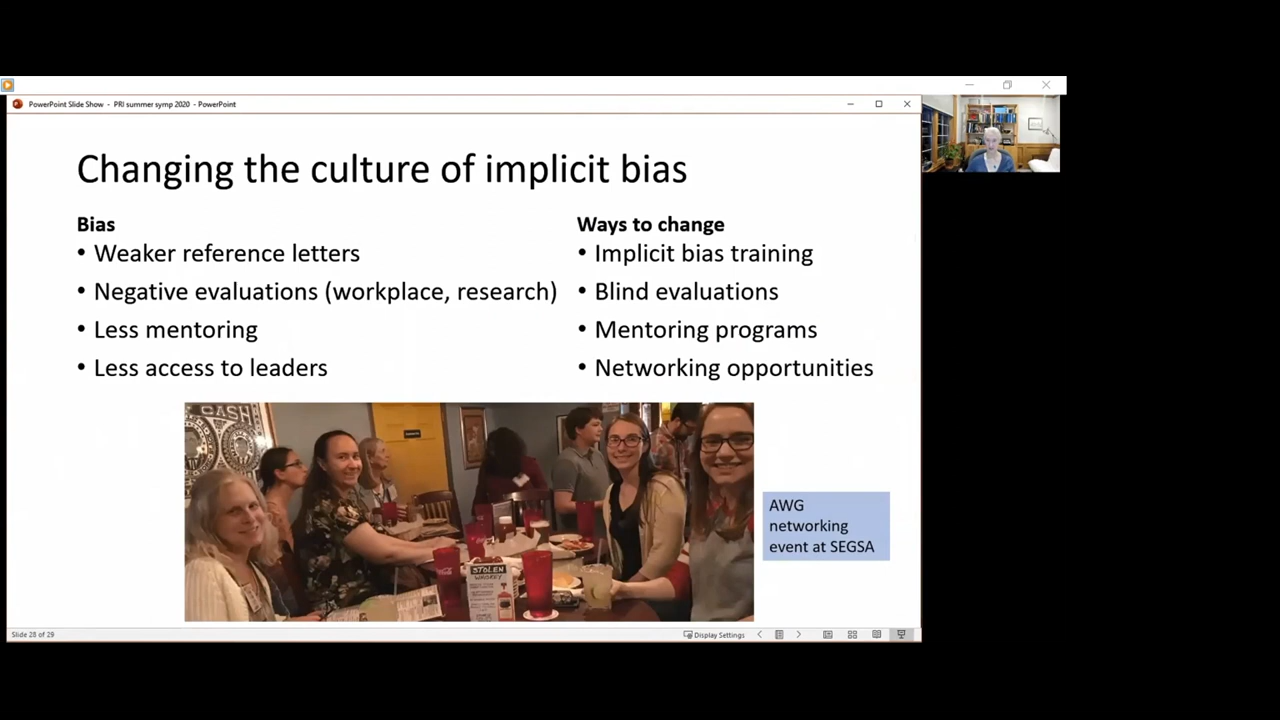 PowerPoint Slide Show - PRI summer symp 2020 - PowerPoint
Changing the culture of implicit bias
Bias
• Weaker reference letters
• Negative evaluations (workplace, research)
• Less mentoring
• Less access to leaders
Ways to change
• Implicit bias training
• Blind evaluations
• Mentoring programs
• Networking opportunities
CASH
STOLEN
WHISKEY
AWG
networking
event at SEGSA
Slide 28 of 29
Display Settings